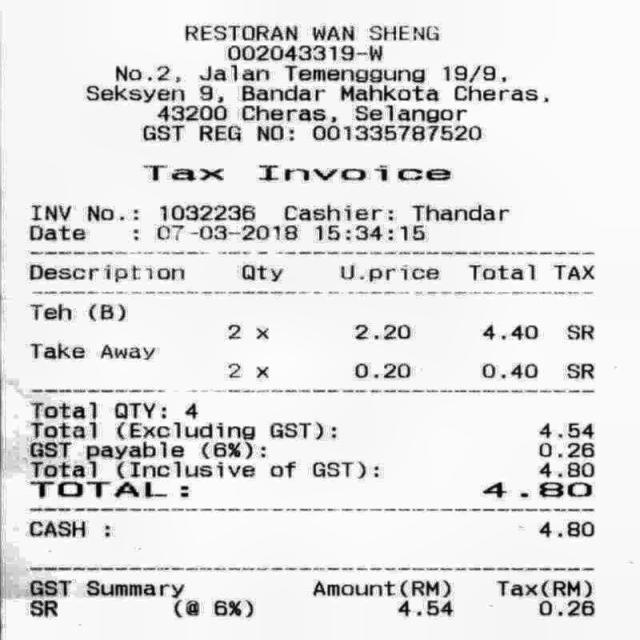 RESTORAN WAN SHENG
002043319-W
No.2, Jalan Temenggung 19/9,
Seksyen 9, Bandar Mahkota Cheras,
43200 Cheras, Selangor
GST REG NO: 001335787520
Tax Invoice
INV No.: 1032236 Cashier: Thandar
Date : 07-03-2018 15:34:15
Description Qty U.price Total TAX
Teh (B)
2 x 2.20 4.40 SR
Take Away
2 x 0.20 0.40 SR
Total QTY: 4
Total (Excluding GST): 4.54
GST payable (6%): 0.26
Total (Inclusive of GST): 4.80
TOTAL: 4.80
CASH : 4.80
GST Summary Amount(RM) Tax(RM)
SR (@ 6%) 4.54 0.26